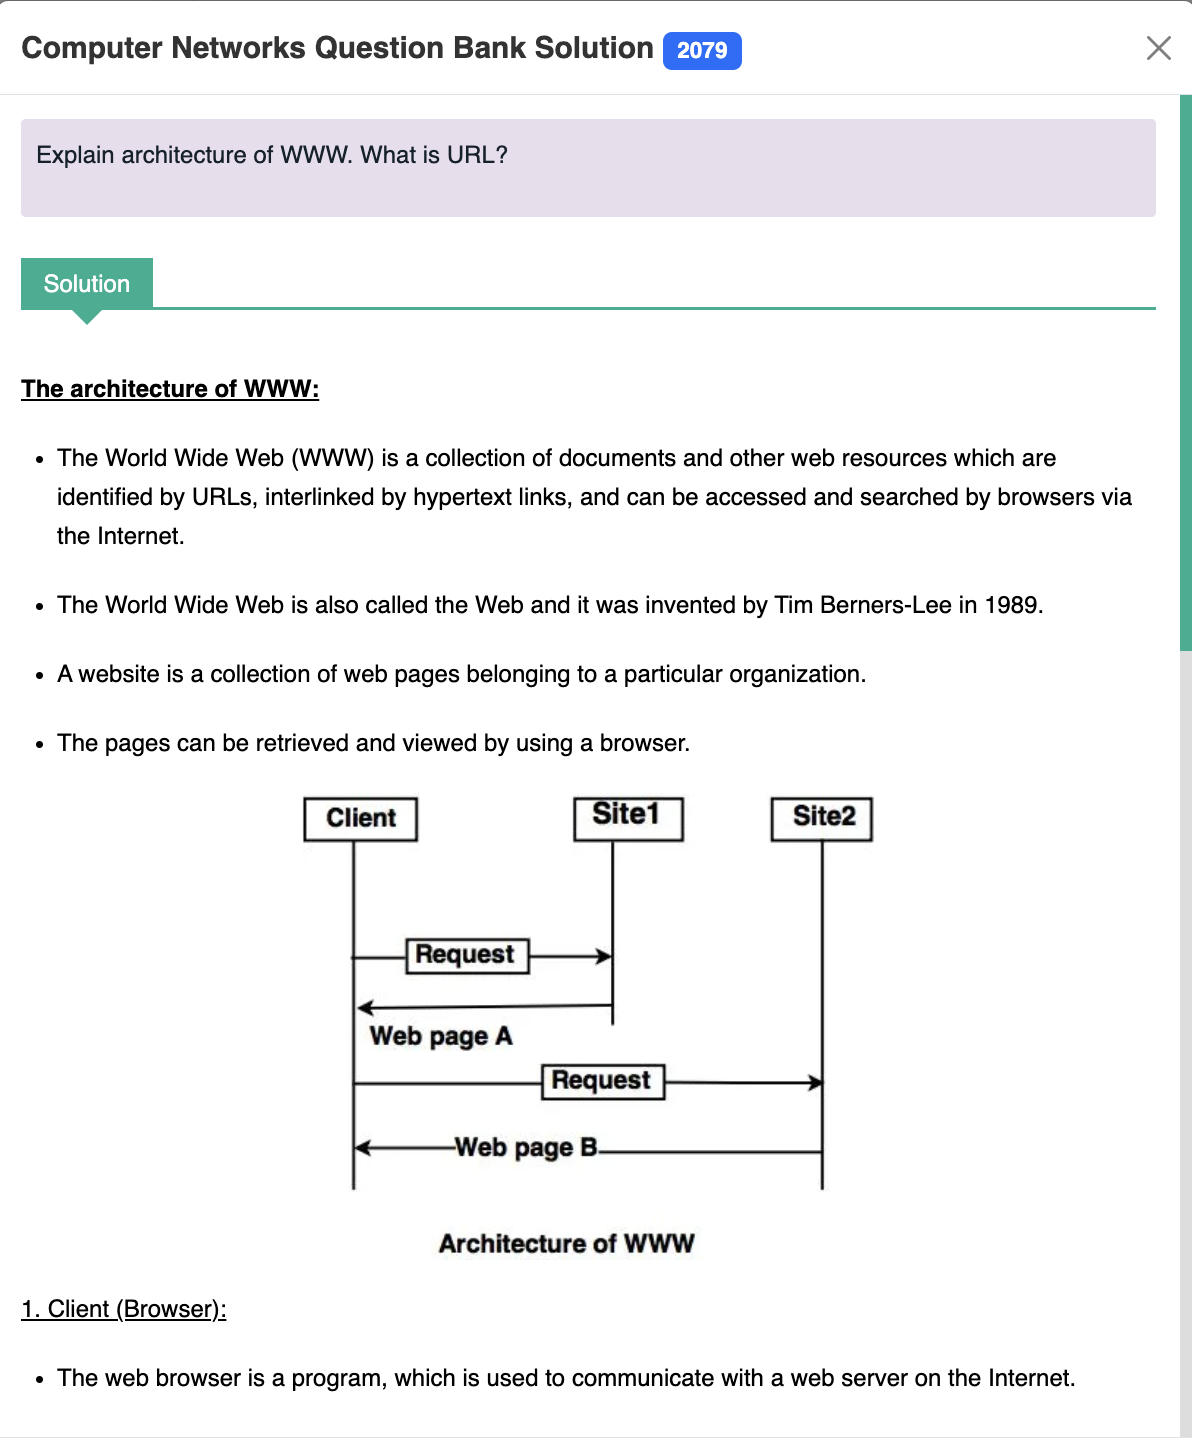 Computer Networks Question Bank Solution 2079
Explain architecture of WWW. What is URL?
Solution
The architecture of WWW:
• The World Wide Web (WWW) is a collection of documents and other web resources which are
identified by URLs, interlinked by hypertext links, and can be accessed and searched by browsers via
the Internet.
• The World Wide Web is also called the Web and it was invented by Tim Berners-Lee in 1989.
• A website is a collection of web pages belonging to a particular organization.
• The pages can be retrieved and viewed by using a browser.
Client Site1 Site2
Request
Web page A
Request
Web page B
Architecture of WWW
1. Client (Browser):
• The web browser is a program, which is used to communicate with a web server on the Internet.